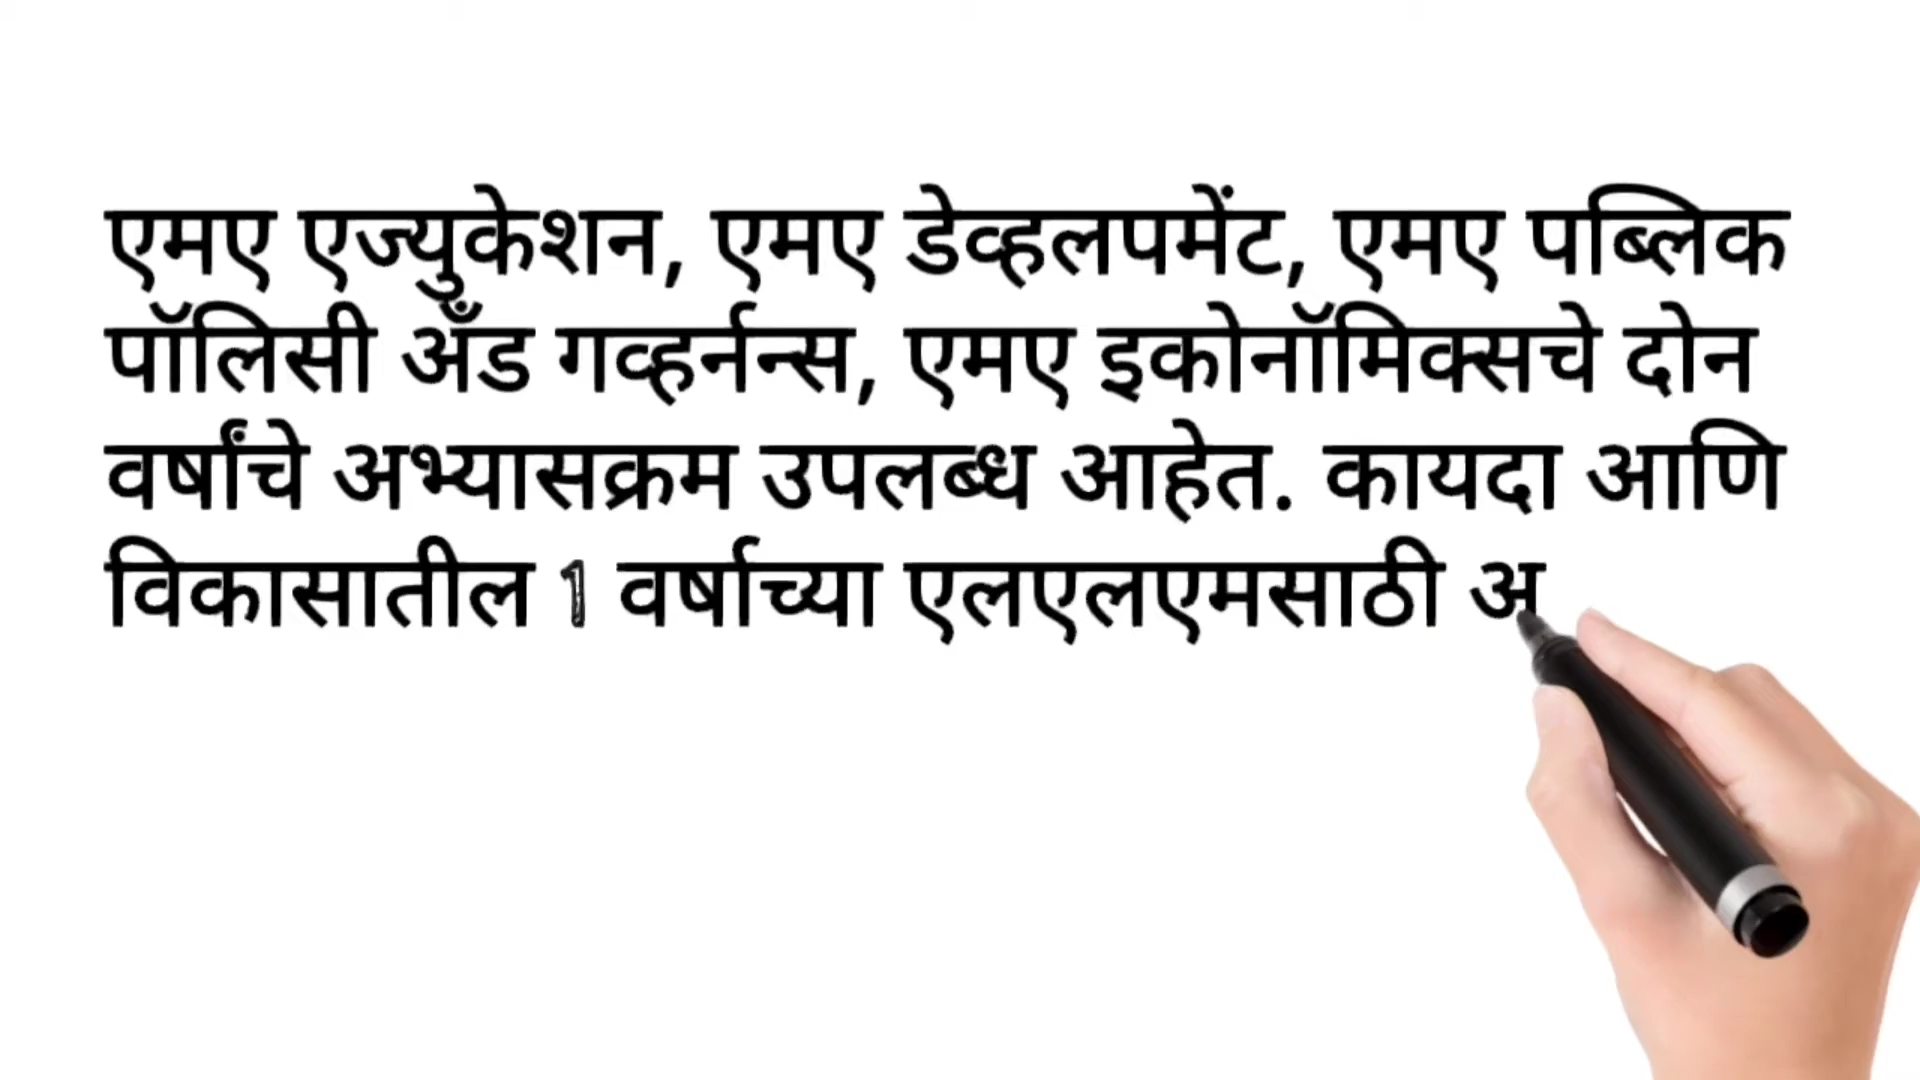 एमए एज्युकेशन, एमए डेव्हलपमेंट, एमए पब्लिक
पॉलिसी अँड गव्हर्नन्स, एमए इकोनॉमिक्सचे दोन
वर्षांचे अभ्यासक्रम उपलब्ध आहेत. कायदा आणि
विकासातील 1 वर्षाच्या एलएलएमसाठी अ